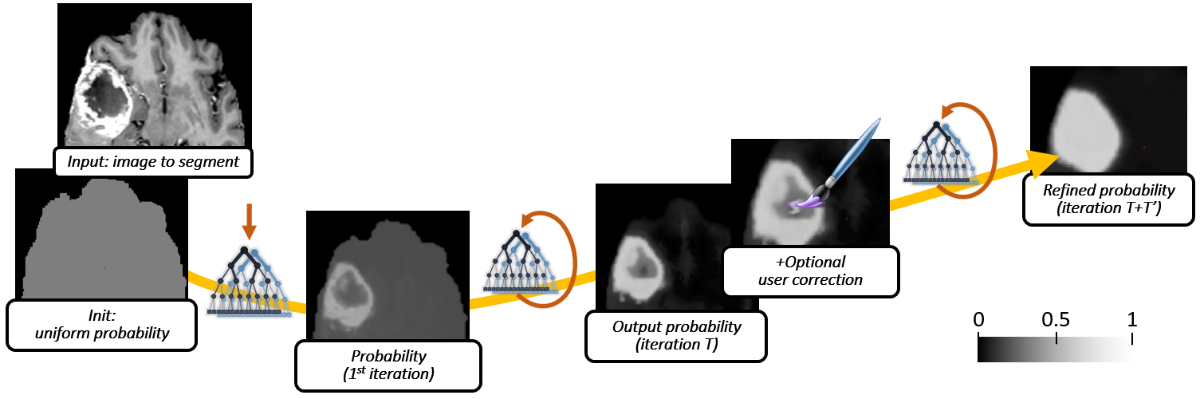 Input: image to segment
Init:
uniform probability
Probability
(1st iteration)
Output probability
(iteration T)
+Optional
user correction
Refined probability
(iteration T+T’)
0 0.5 1